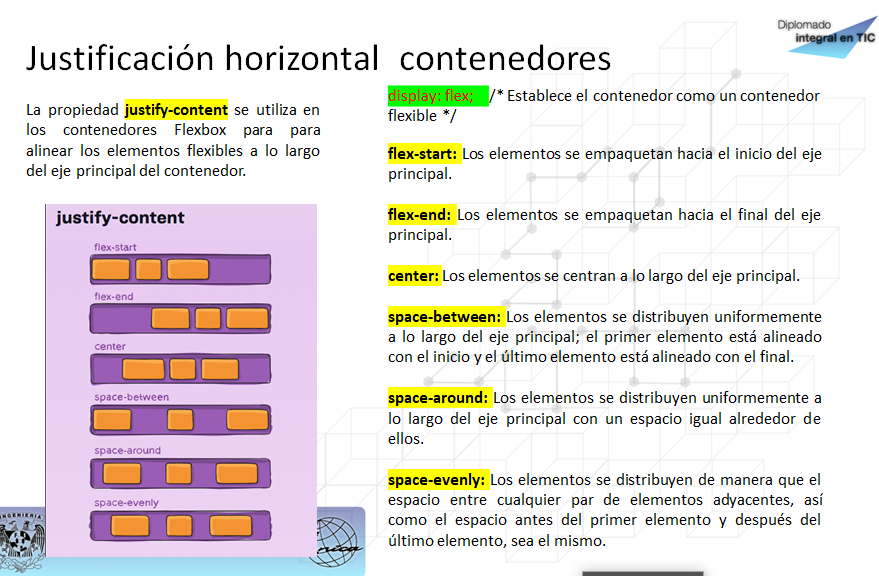 Diplomado
integral en TIC
Justificación horizontal contenedores
La propiedad justify-content se utiliza en
los contenedores Flexbox para para
alinear los elementos flexibles a lo largo
del eje principal del contenedor.
justify-content
flex-start
flex-end
center
space-between
space-around
space-evenly
display: flex; /* Establece el contenedor como un contenedor
flexible */
flex-start: Los elementos se empaquetan hacia el inicio del eje
principal.
flex-end: Los elementos se empaquetan hacia el final del eje
principal.
center: Los elementos se centran a lo largo del eje principal.
space-between: Los elementos se distribuyen uniformemente
a lo largo del eje principal; el primer elemento está alineado
con el inicio y el último elemento está alineado con el final.
space-around: Los elementos se distribuyen uniformemente a
lo largo del eje principal con un espacio igual alrededor de
ellos.
space-evenly: Los elementos se distribuyen de manera que el
espacio entre cualquier par de elementos adyacentes, así
como el espacio antes del primer elemento y después del
último elemento, sea el mismo.
INGENIERIA